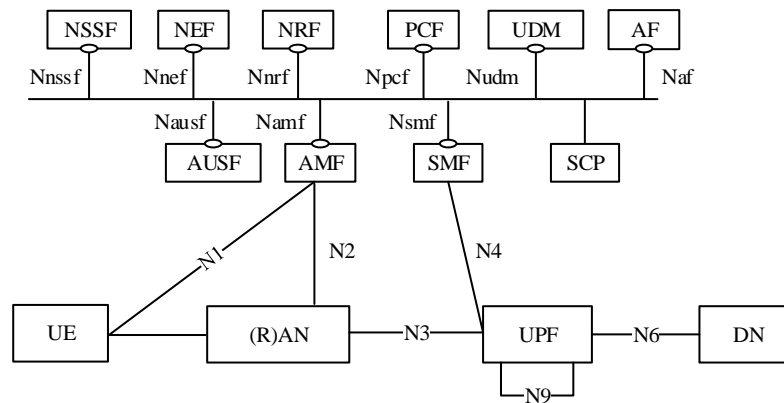 NSSF NEF NRF PCF UDM AF
Nnssf Nnef Nnrf Npcf Nudm Naf
Nausf Namf Nsmf
AUSF AMF SMF SCP
N1 N2 N4
UE (R)AN N3 UPF N6 DN
N9